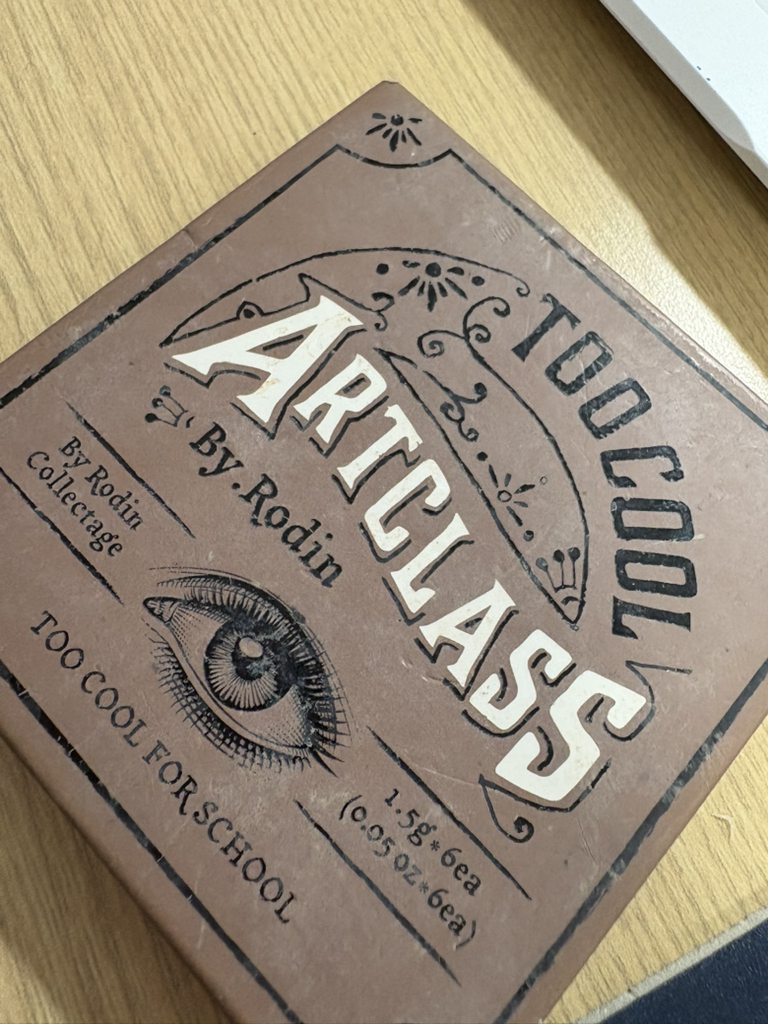 TOO COOL
ARTCLASS
By.Rodin
By Rodin
Collectage
TOO COOL FOR SCHOOL
1.5g*6ea
(0.05 oz*6ea)